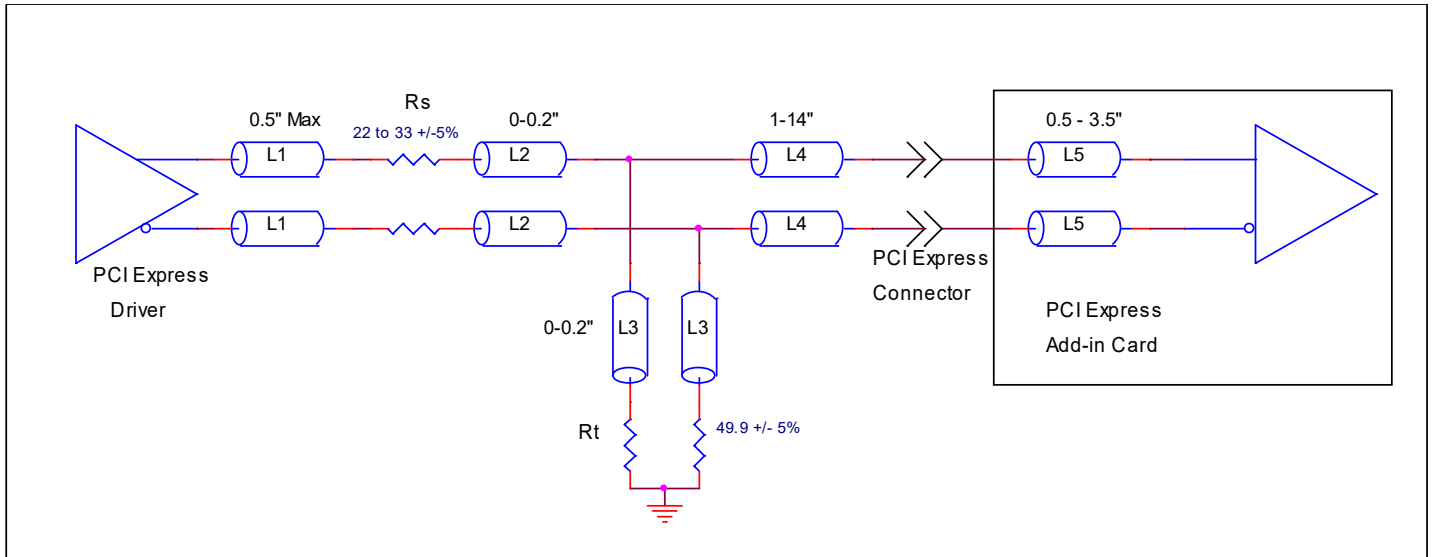 Rs
0.5" Max
22 to 33 +/-5%
0-0.2"
1-14"
0.5 - 3.5"
L1
L2
L4
L5
L1
L2
L4
L5
PCI Express
Driver
PCI Express
Connector
0-0.2"
L3
L3
PCI Express
Add-in Card
Rt
49.9 +/- 5%